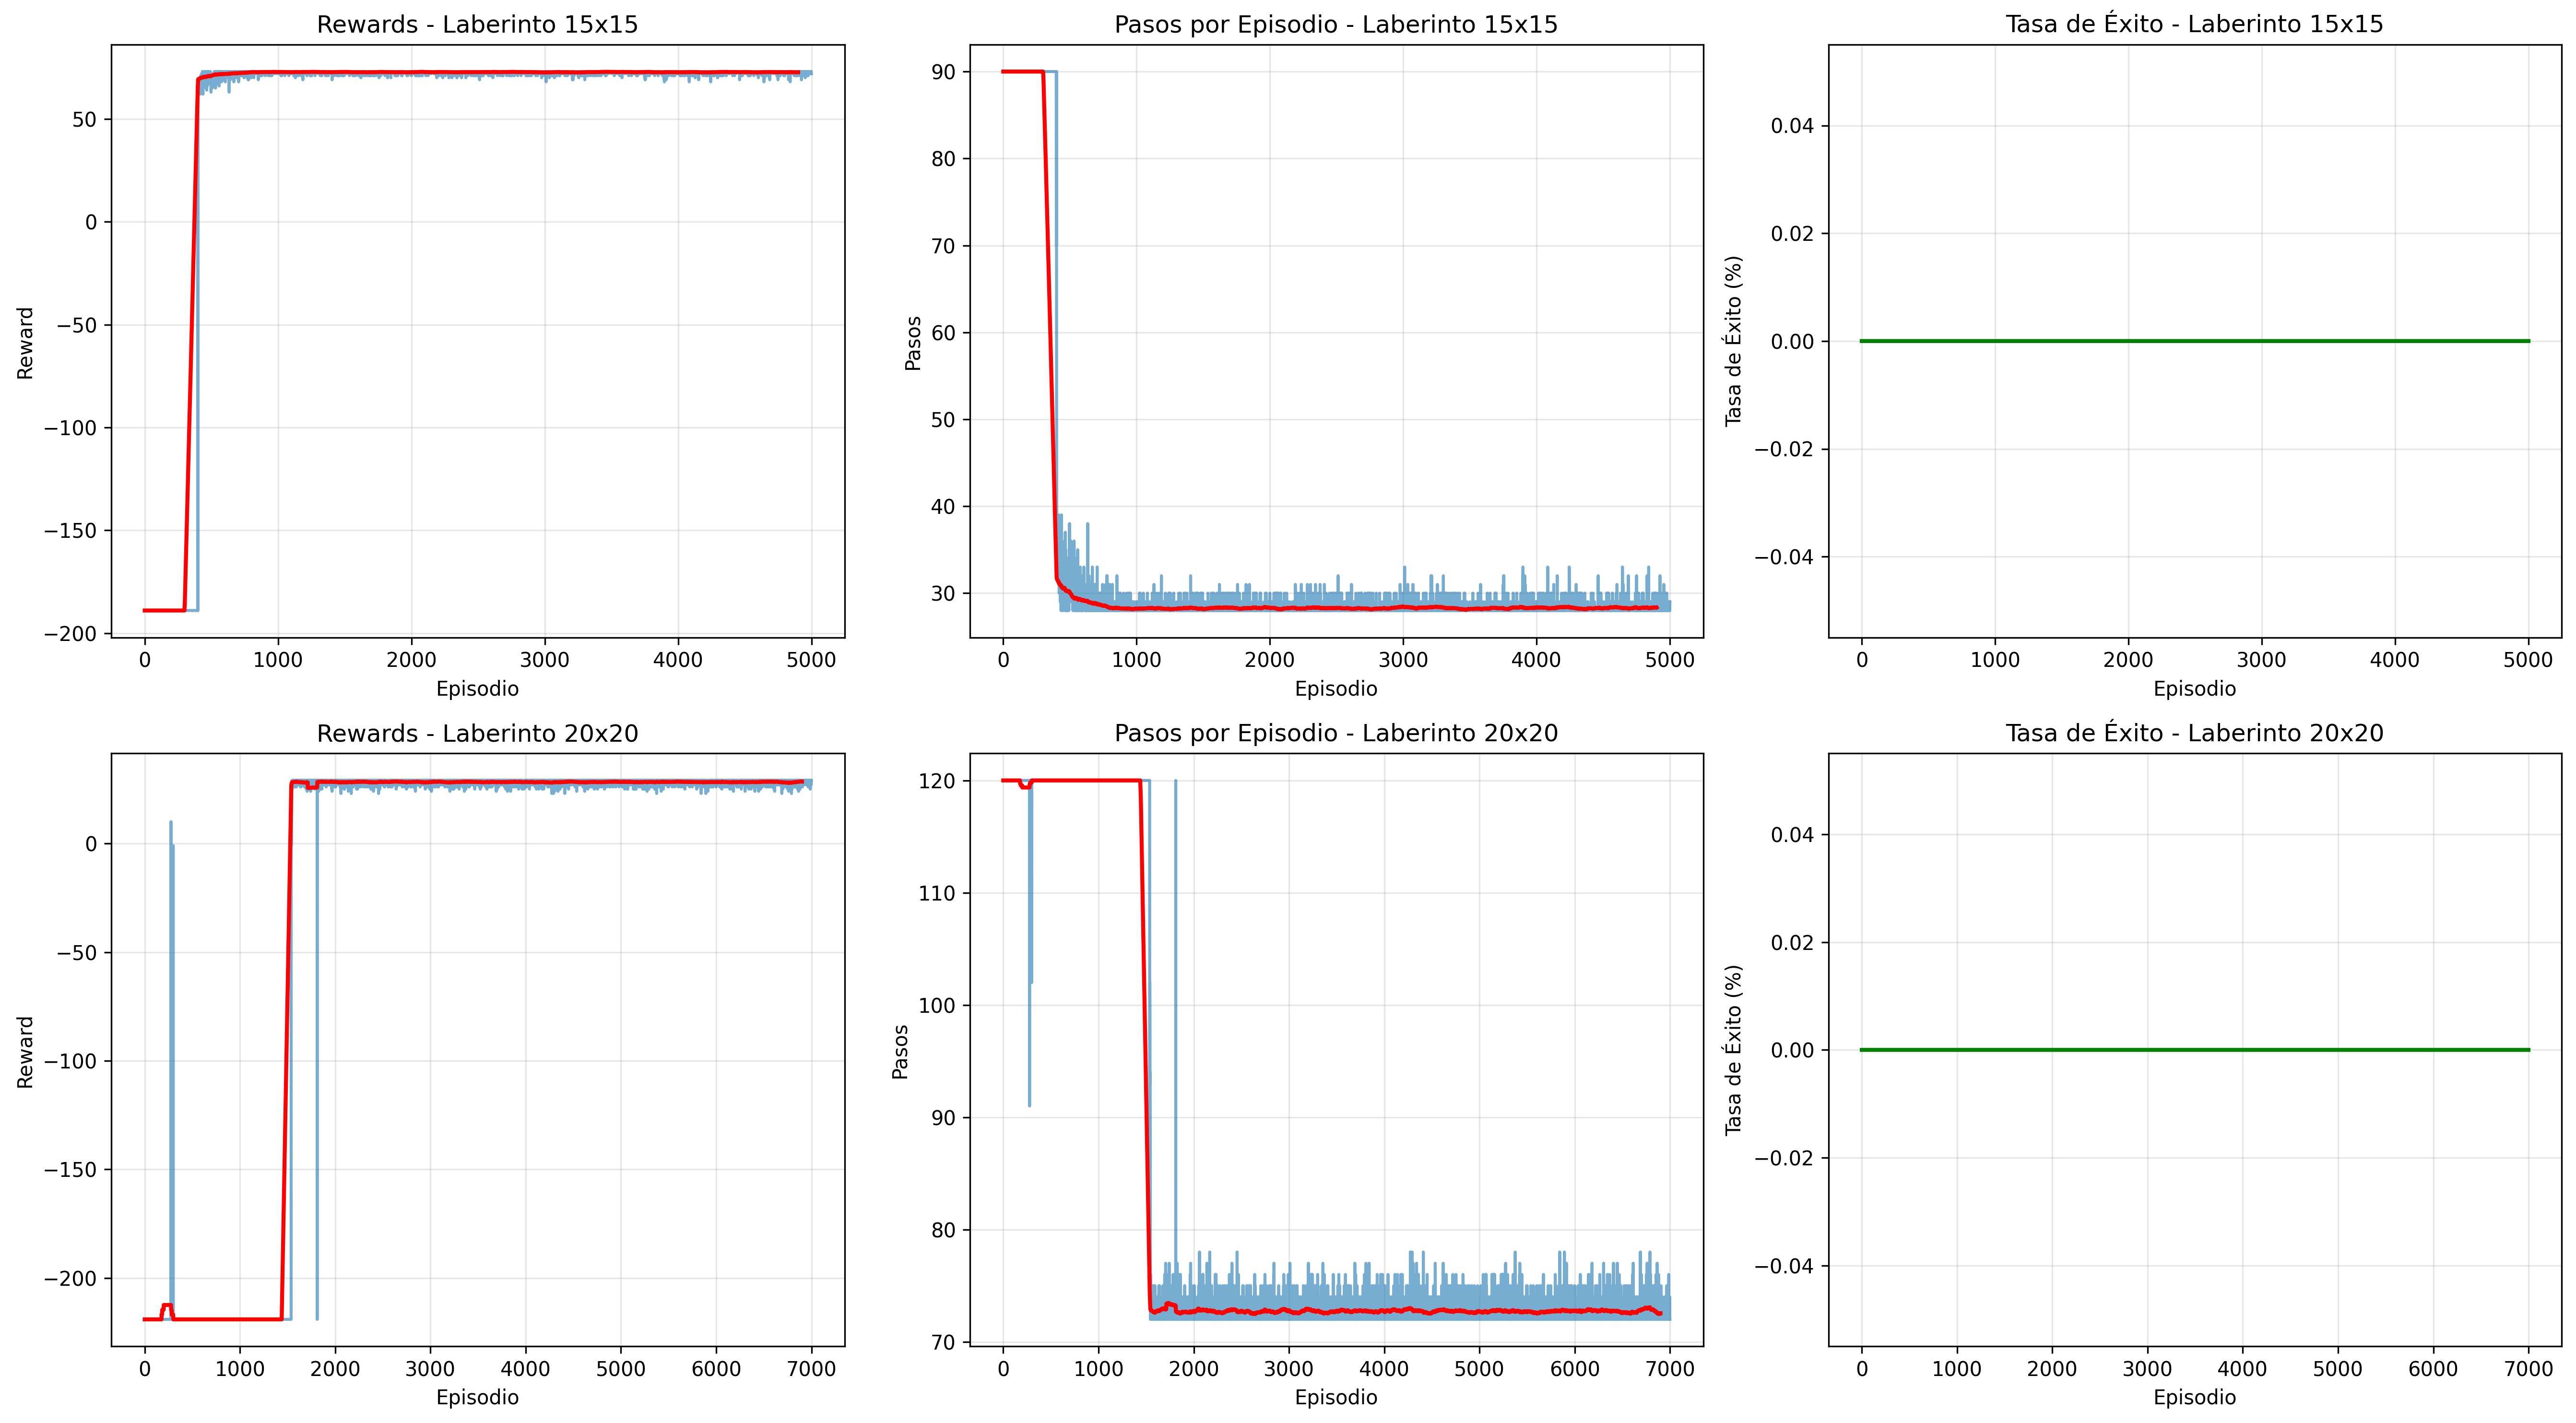 Rewards - Laberinto 15x15
Reward
50
0
−50
−100
−150
−200
0 1000 2000 3000 4000 5000
Episodio
Pasos por Episodio - Laberinto 15x15
Pasos
90
80
70
60
50
40
30
0 1000 2000 3000 4000 5000
Episodio
Tasa de Éxito - Laberinto 15x15
Tasa de Éxito (%)
0.04
0.02
0.00
−0.02
−0.04
0 1000 2000 3000 4000 5000
Episodio
Rewards - Laberinto 20x20
Reward
0
−50
−100
−150
−200
0 1000 2000 3000 4000 5000 6000 7000
Episodio
Pasos por Episodio - Laberinto 20x20
Pasos
120
110
100
90
80
70
0 1000 2000 3000 4000 5000 6000 7000
Episodio
Tasa de Éxito - Laberinto 20x20
Tasa de Éxito (%)
0.04
0.02
0.00
−0.02
−0.04
0 1000 2000 3000 4000 5000 6000 7000
Episodio